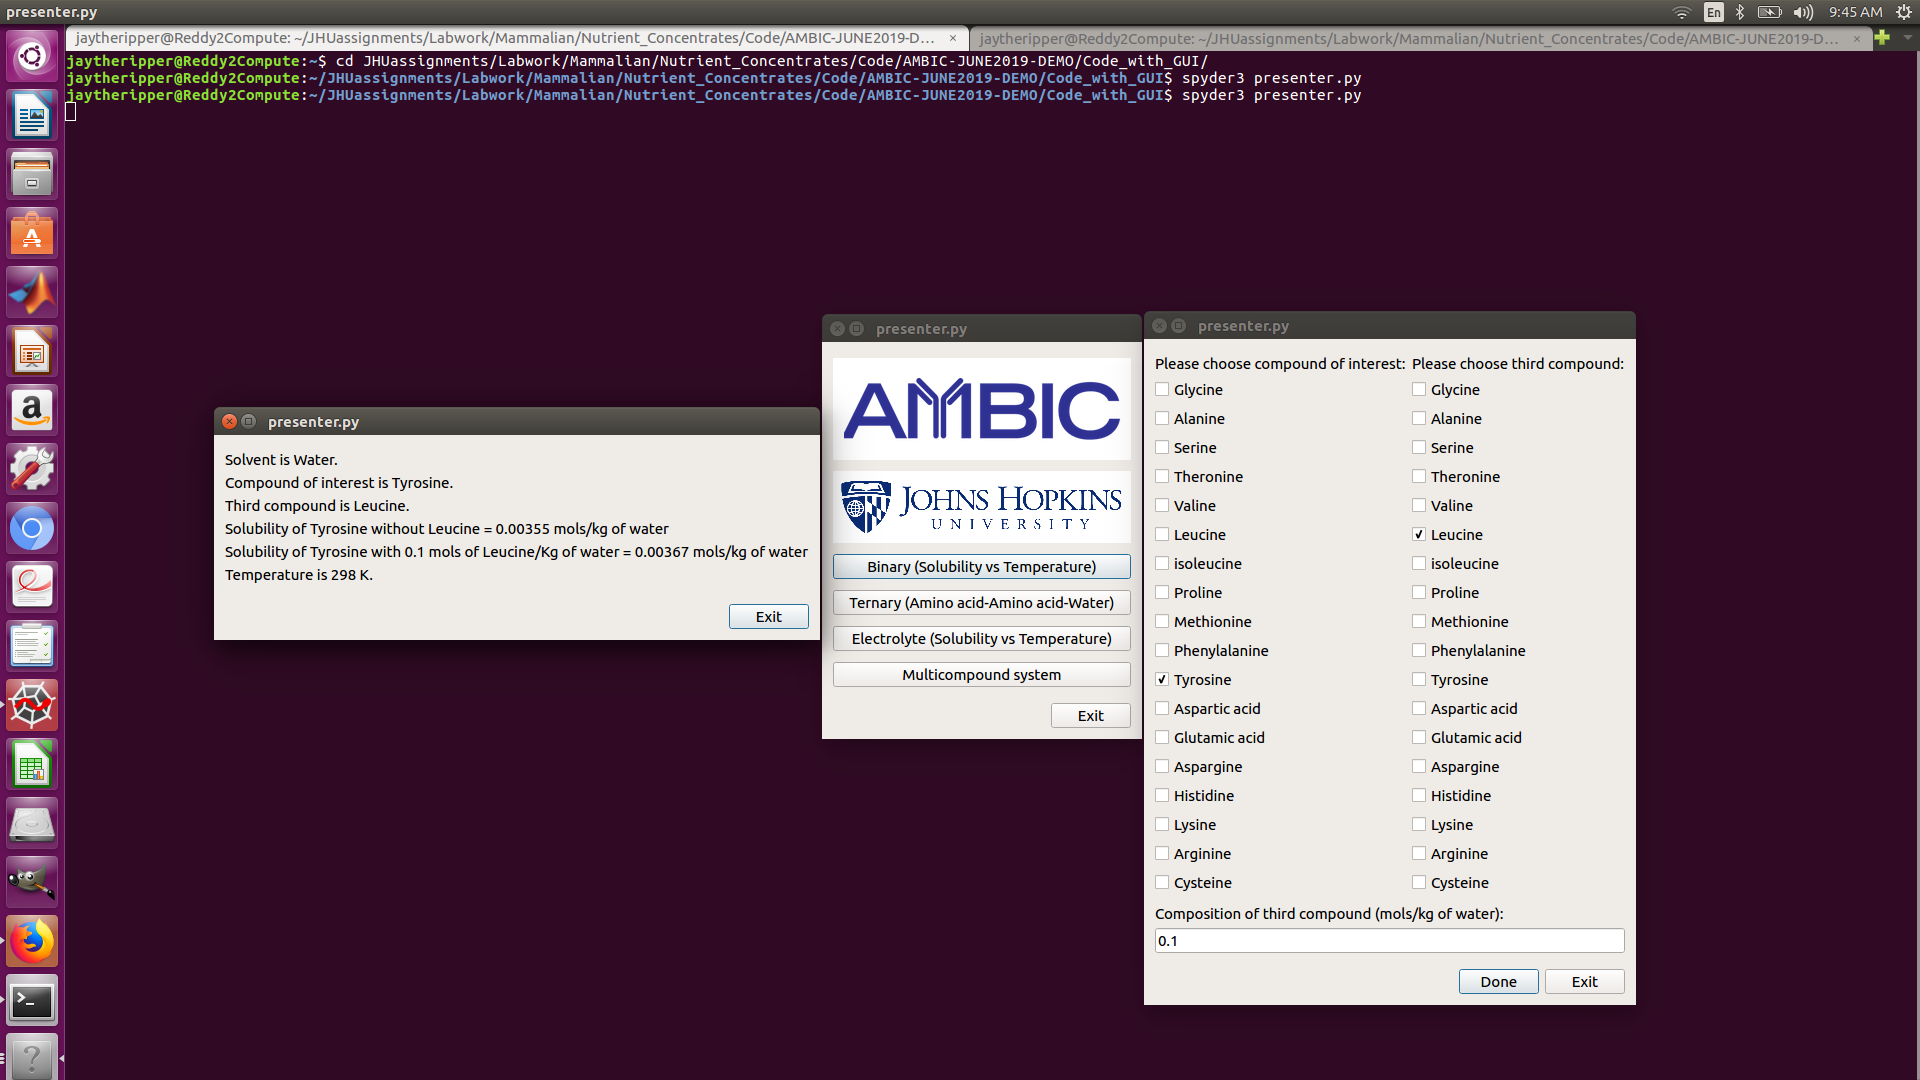 presenter.py
En
9:45 AM
jaytheripper@Reddy2Compute: ~/JHUassignments/Labwork/Mammalian/Nutrient_Concentrates/Code/AMBIC-JUNE2019-D... ×
jaytheripper@Reddy2Compute: ~/JHUassignments/Labwork/Mammalian/Nutrient_Concentrates/Code/AMBIC-JUNE2019-D... ×
jaytheripper@Reddy2Compute:~$ cd JHUassignments/Labwork/Mammalian/Nutrient_Concentrates/Code/AMBIC-JUNE2019-DEMO/Code_with_GUI/
jaytheripper@Reddy2Compute:~/JHUassignments/Labwork/Mammalian/Nutrient_Concentrates/Code/AMBIC-JUNE2019-DEMO/Code_with_GUI$ spyder3 presenter.py
jaytheripper@Reddy2Compute:~/JHUassignments/Labwork/Mammalian/Nutrient_Concentrates/Code/AMBIC-JUNE2019-DEMO/Code_with_GUI$ spyder3 presenter.py
presenter.py
Solvent is Water.
Compound of interest is Tyrosine.
Third compound is Leucine.
Solubility of Tyrosine without Leucine = 0.00355 mols/kg of water
Solubility of Tyrosine with 0.1 mols of Leucine/Kg of water = 0.00367 mols/kg of water
Temperature is 298 K.
Exit
presenter.py
AMBIC
JOHNS HOPKINS
UNIVERSITY
Binary (Solubility vs Temperature)
Ternary (Amino acid-Amino acid-Water)
Electrolyte (Solubility vs Temperature)
Multicompound system
Exit
presenter.py
Please choose compound of interest:
Glycine
Alanine
Serine
Theronine
Valine
Leucine
isoleucine
Proline
Methionine
Phenylalanine
Tyrosine
Aspartic acid
Glutamic acid
Aspargine
Histidine
Lysine
Arginine
Cysteine
Please choose third compound:
Glycine
Alanine
Serine
Theronine
Valine
Leucine
isoleucine
Proline
Methionine
Phenylalanine
Tyrosine
Aspartic acid
Glutamic acid
Aspargine
Histidine
Lysine
Arginine
Cysteine
Composition of third compound (mols/kg of water):
0.1
Done
Exit